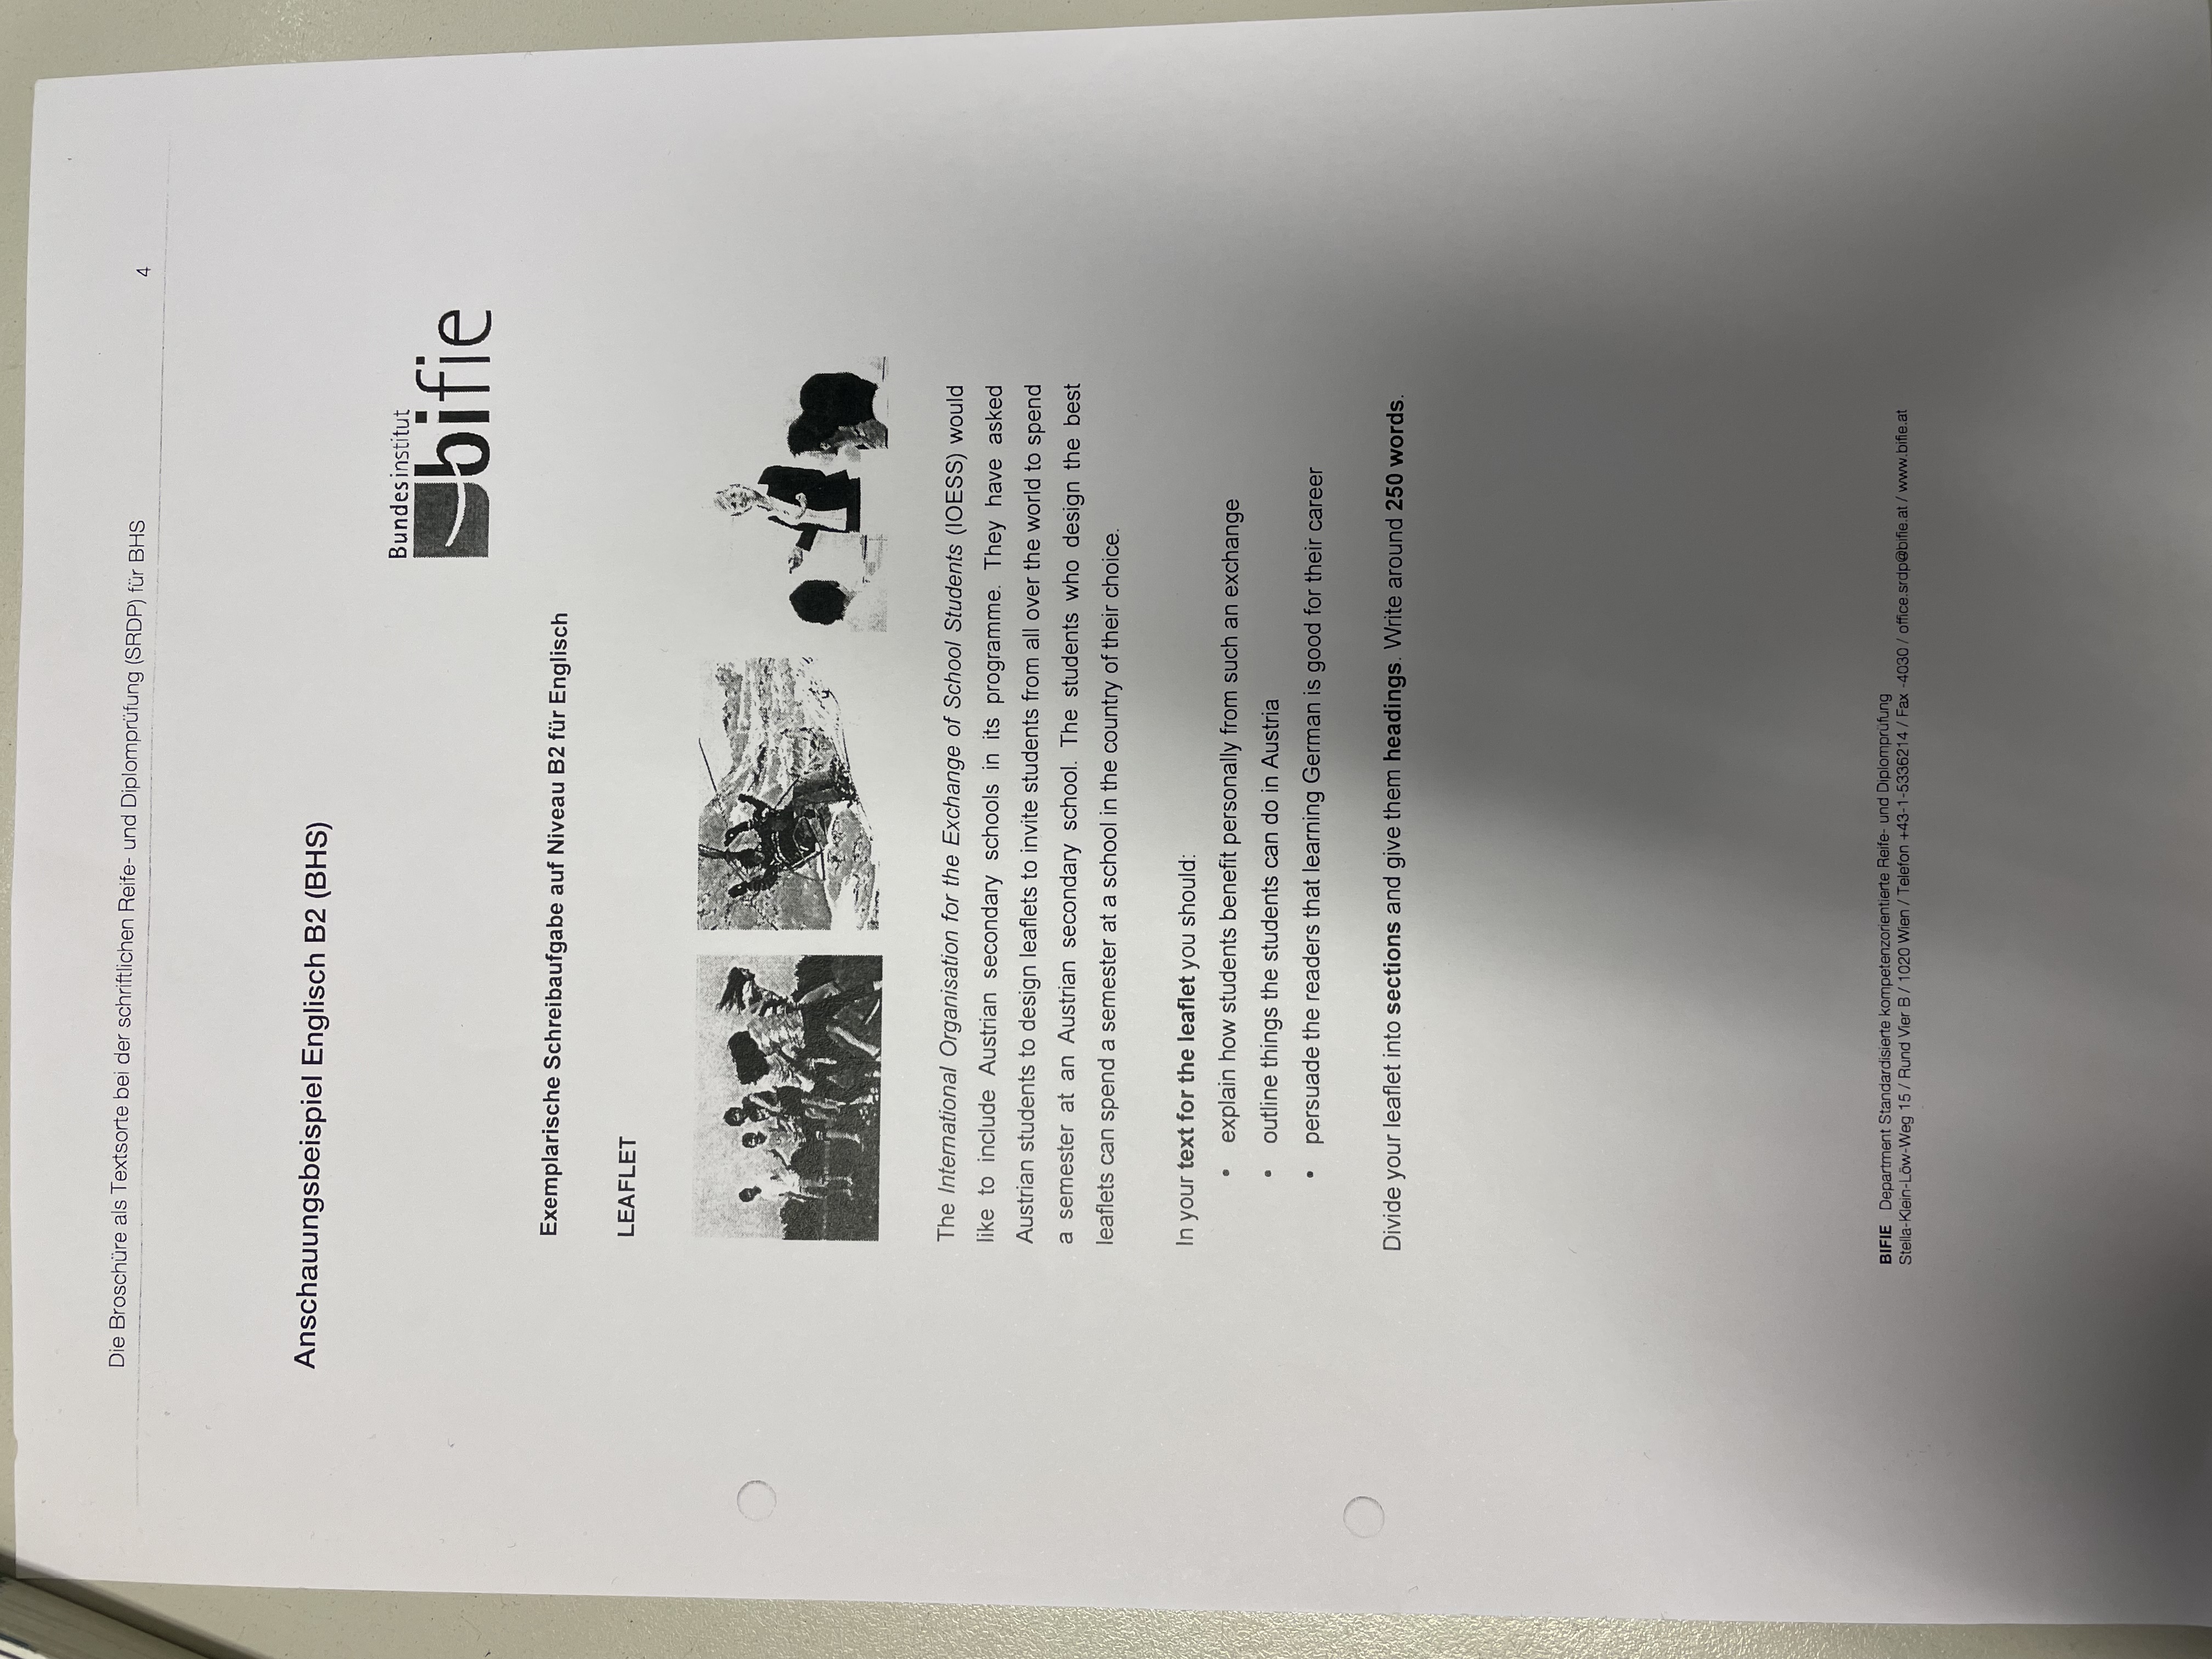 Die Broschüre als Textsorte bei der schriftlichen Reife- und Diplomprüfung (SRDP) für BHS 4
Anschauungsbeispiel Englisch B2 (BHS)
Bundesinstitut
bifie
Exemplarische Schreibaufgabe auf Niveau B2 für Englisch
LEAFLET
The International Organisation for the Exchange of School Students (IOESS) would
like to include Austrian secondary schools in its programme. They have asked
Austrian students to design leaflets to invite students from all over the world to spend
a semester at an Austrian secondary school. The students who design the best
leaflets can spend a semester at a school in the country of their choice.
In your text for the leaflet you should:
• explain how students benefit personally from such an exchange
• outline things the students can do in Austria
• persuade the readers that learning German is good for their career
Divide your leaflet into sections and give them headings. Write around 250 words.
BIFIE Department Standardisierte kompetenzorientierte Reife- und Diplomprüfung
Stella-Klein-Löw-Weg 15 / Rund Vier B / 1020 Wien / Telefon +43-1-5336214 / Fax -4030 / office.srdp@bifie.at / www.bifie.at